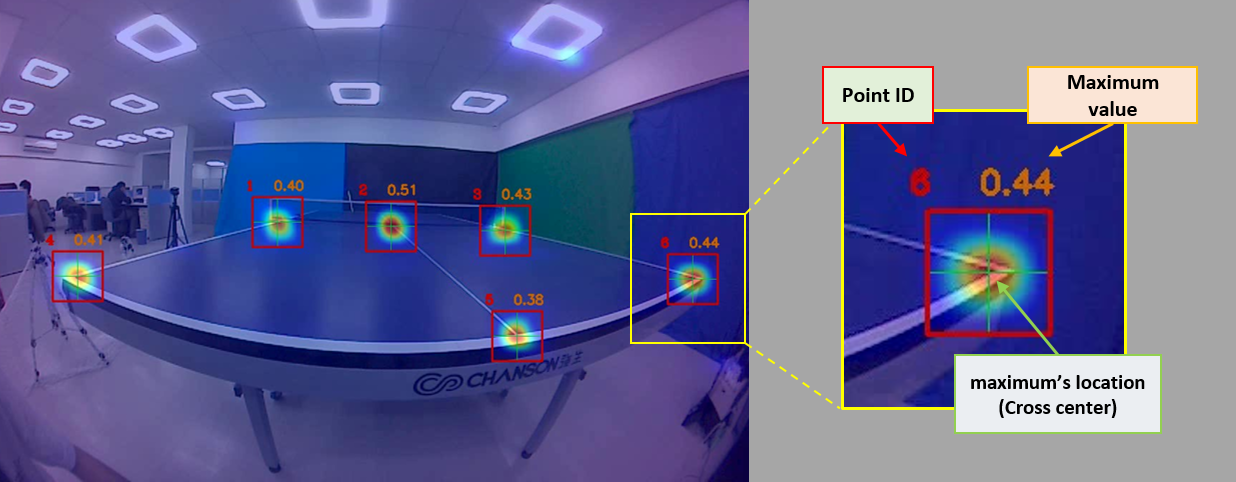 1 0.40
2 0.51
3 0.43
4 0.41
5 0.38
6 0.44
CHANSON
Point ID
Maximum
value
6 0.44
maximum's location
(Cross center)